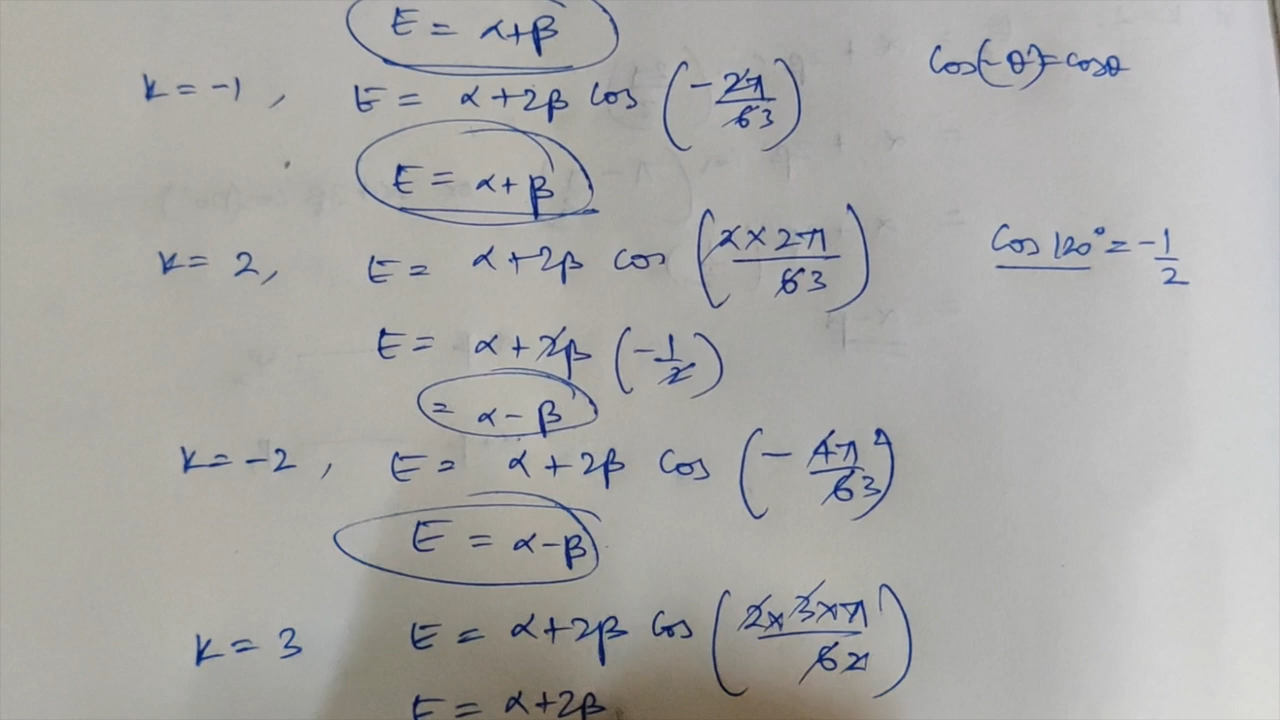 E = α+β
K = -1 , E = α+2β cos (-2π/63) cos(-θ)=cosθ
E = α+β
K = 2, E = α+2β cos (2×2π/63) cos 120° = -1/2
E = α+2β (-1/2)
= α-β
K = -2 , E = α+2β cos (-4π/63)
E = α-β
K = 3 E = α+2β cos (2×3×π/62)
E = α+2β